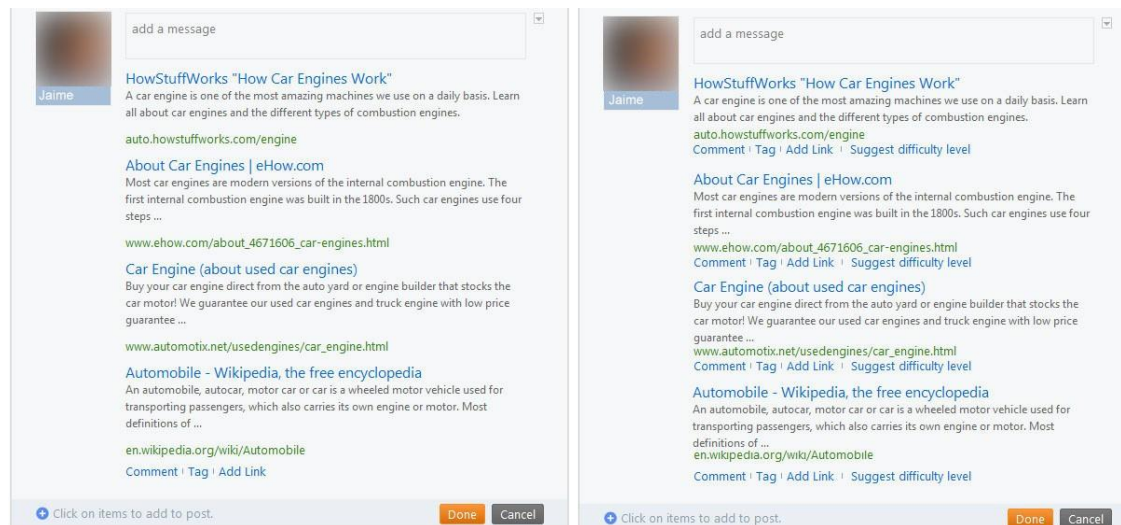 add a message
Jaime
HowStuffWorks "How Car Engines Work"
A car engine is one of the most amazing machines we use on a daily basis. Learn
all about car engines and the different types of combustion engines.
auto.howstuffworks.com/engine
About Car Engines | eHow.com
Most car engines are modern versions of the internal combustion engine. The
first internal combustion engine was built in the 1800s. Such car engines use four
steps ...
www.ehow.com/about_4671606_car-engines.html
Car Engine (about used car engines)
Buy your car engine direct from the auto yard or engine builder that stocks the
car motor! We guarantee our used car engines and truck engine with low price
guarantee ...
www.automotix.net/usedengines/car_engine.html
Automobile - Wikipedia, the free encyclopedia
An automobile, autocar, motor car or car is a wheeled motor vehicle used for
transporting passengers, which also carries its own engine or motor. Most
definitions of ...
en.wikipedia.org/wiki/Automobile
Comment | Tag | Add Link
Click on items to add to post.
Done
Cancel
add a message
Jaime
HowStuffWorks "How Car Engines Work"
A car engine is one of the most amazing machines we use on a daily basis. Learn
all about car engines and the different types of combustion engines.
auto.howstuffworks.com/engine
Comment | Tag | Add Link | Suggest difficulty level
About Car Engines | eHow.com
Most car engines are modern versions of the internal combustion engine. The
first internal combustion engine was built in the 1800s. Such car engines use four
steps ...
www.ehow.com/about_4671606_car-engines.html
Comment | Tag | Add Link | Suggest difficulty level
Car Engine (about used car engines)
Buy your car engine direct from the auto yard or engine builder that stocks the
car motor! We guarantee our used car engines and truck engine with low price
guarantee ...
www.automotix.net/usedengines/car_engine.html
Comment | Tag | Add Link | Suggest difficulty level
Automobile - Wikipedia, the free encyclopedia
An automobile, autocar, motor car or car is a wheeled motor vehicle used for
transporting passengers, which also carries its own engine or motor. Most
definitions of ...
en.wikipedia.org/wiki/Automobile
Comment | Tag | Add Link | Suggest difficulty level
Click on items to add to post.
Done
Cancel